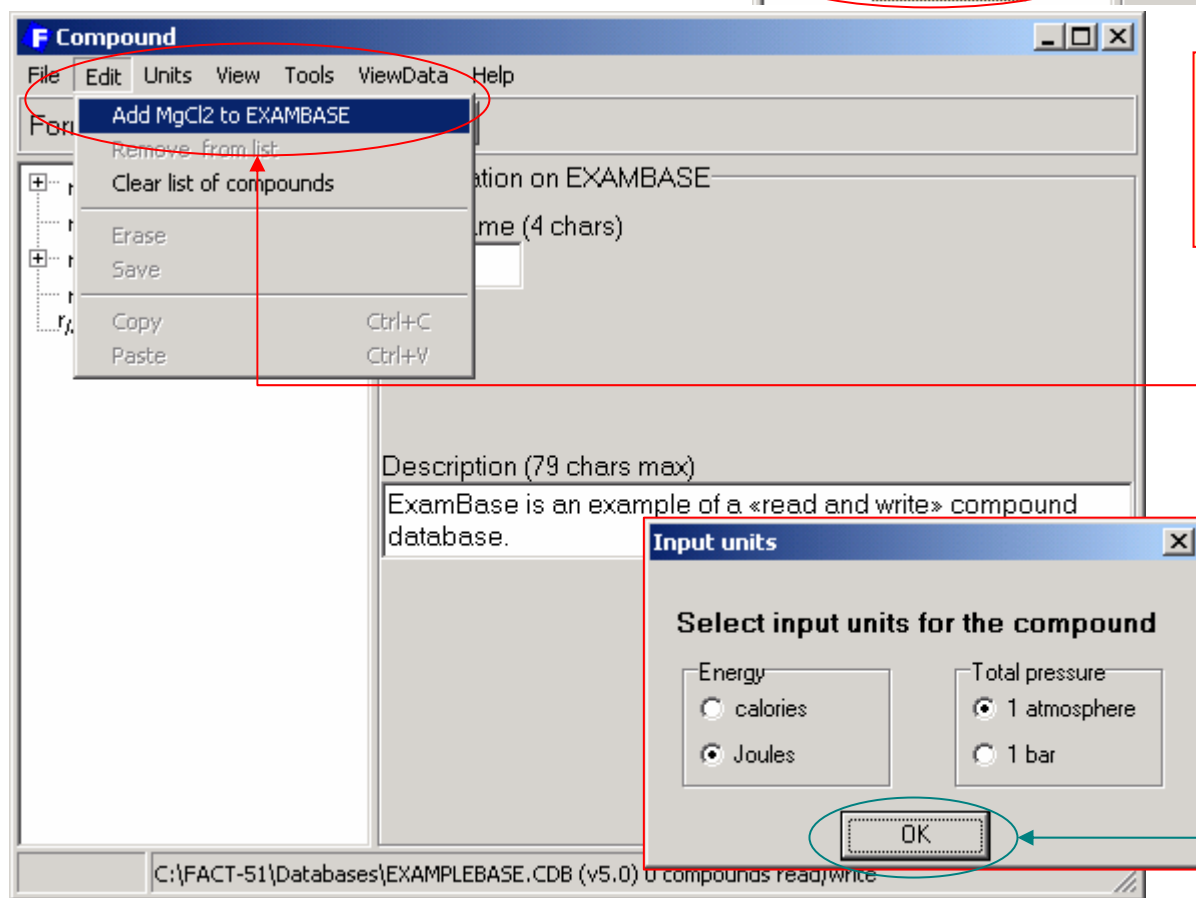 F Compound
File Edit Units View Tools ViewData Help
Add MgCl2 to EXAMBASE
Remove from list
Clear list of compounds
Erase
Save
Copy Ctrl+C
Paste Ctrl+V
on EXAMBASE
(4 chars)
Description (79 chars max)
ExamBase is an example of a «read and write» compound
database.
Input units
Select input units for the compound
Energy
calories
Joules
Total pressure
1 atmosphere
1 bar
OK
C:\FACT-51\Databases\EXAMPLEBASE.CDB (v5.0) 0 compounds read/write